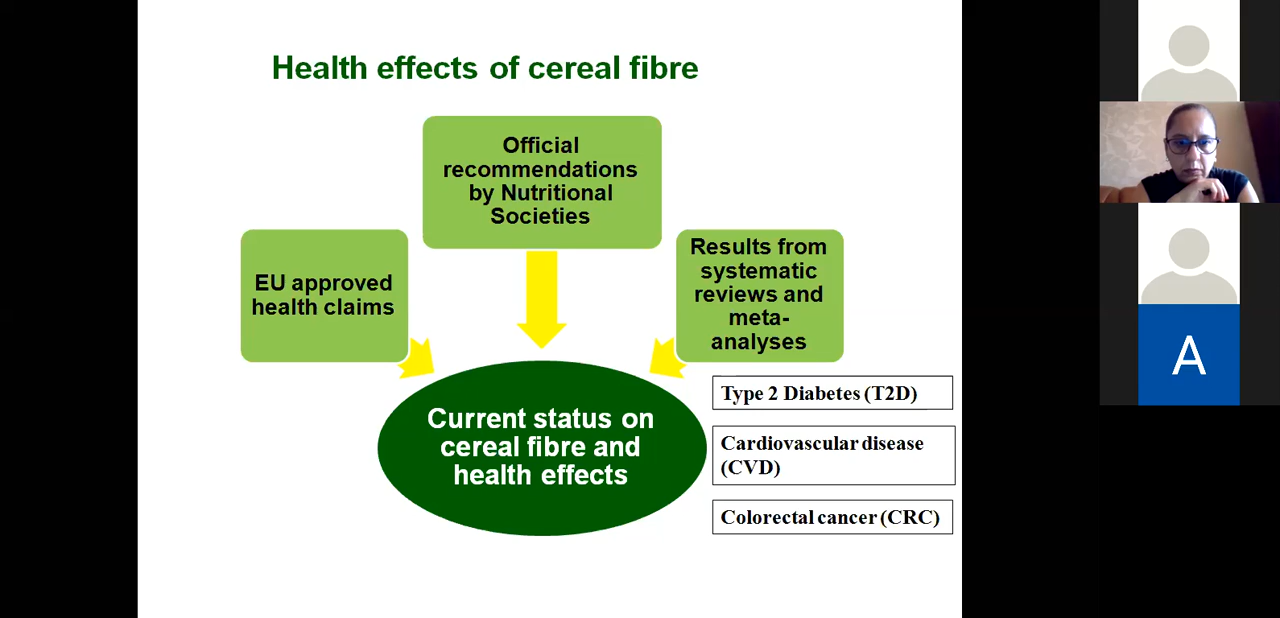 Health effects of cereal fibre
Official
recommendations
by Nutritional
Societies
EU approved
health claims
Results from
systematic
reviews and
meta-
analyses
Current status on
cereal fibre and
health effects
Type 2 Diabetes (T2D)
Cardiovascular disease
(CVD)
Colorectal cancer (CRC)
A